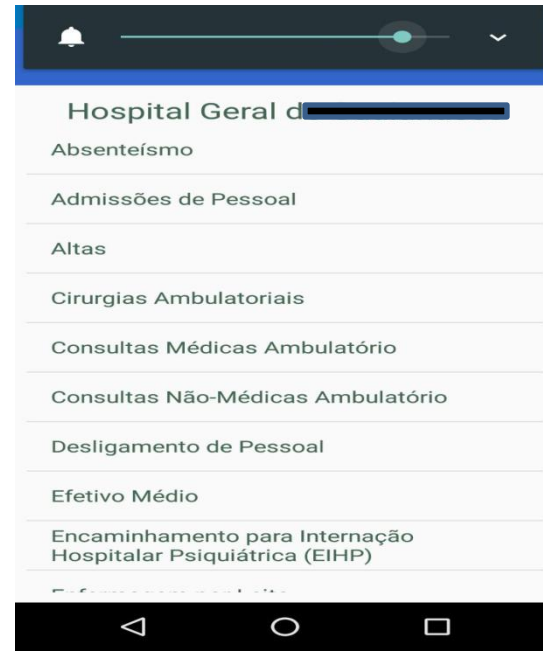 Hospital Geral d
Absenteísmo
Admissões de Pessoal
Altas
Cirurgias Ambulatoriais
Consultas Médicas Ambulatório
Consultas Não-Médicas Ambulatório
Desligamento de Pessoal
Efetivo Médio
Encaminhamento para Internação
Hospitalar Psiquiátrica (EIHP)